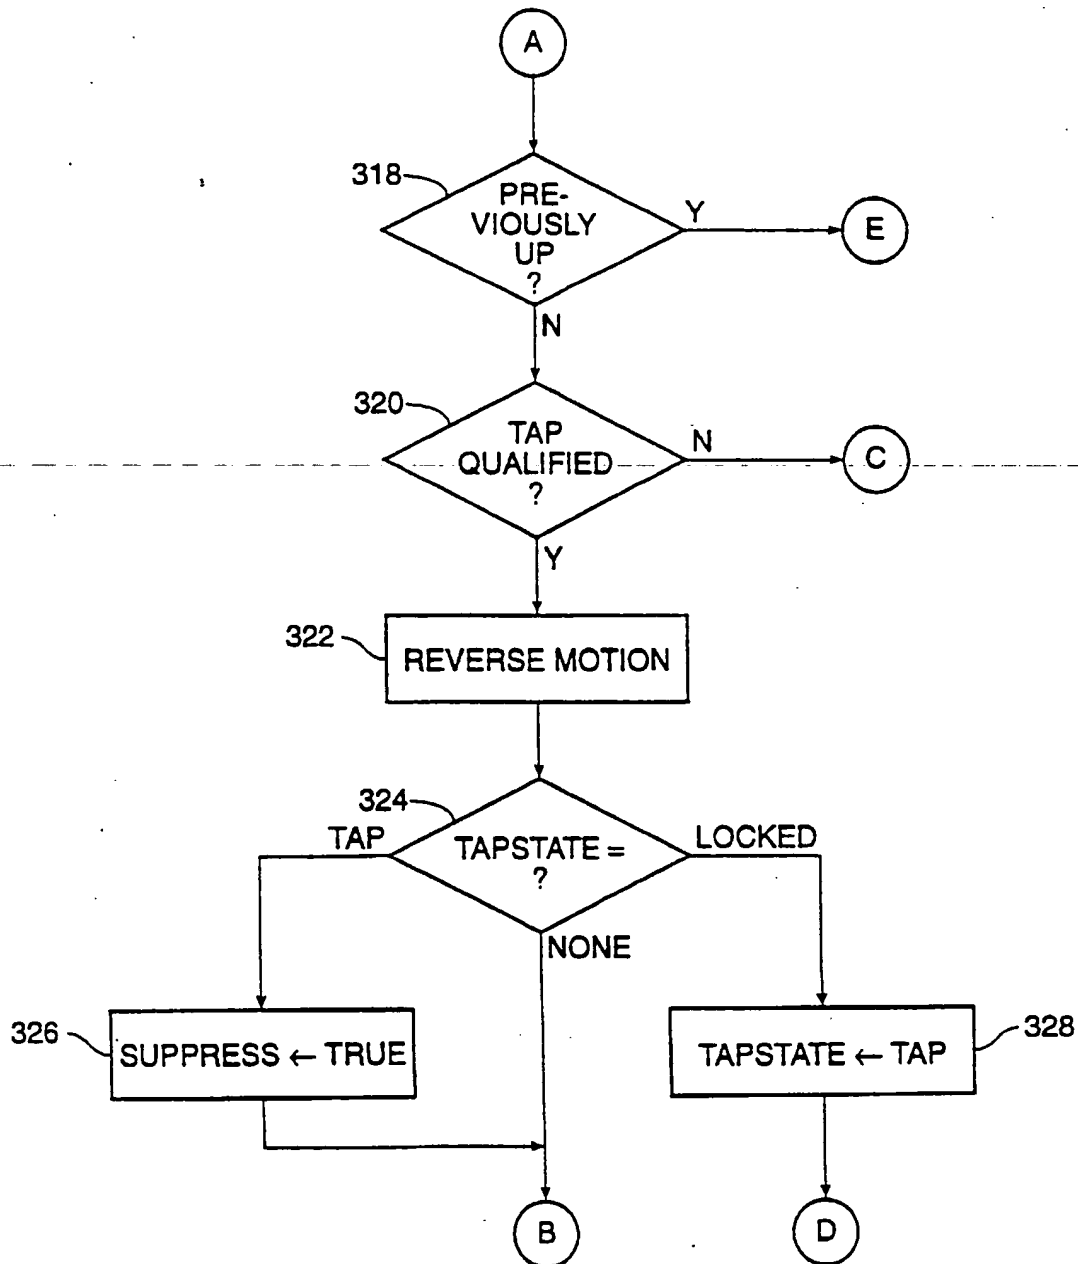 A
318
PRE-
VIOUSLY
UP
?
Y
E
N
320
TAP
QUALIFIED
?
N
C
Y
322
REVERSE MOTION
324
TAP
TAPSTATE =
?
LOCKED
NONE
326
SUPPRESS ← TRUE
TAPSTATE ← TAP
328
B
D